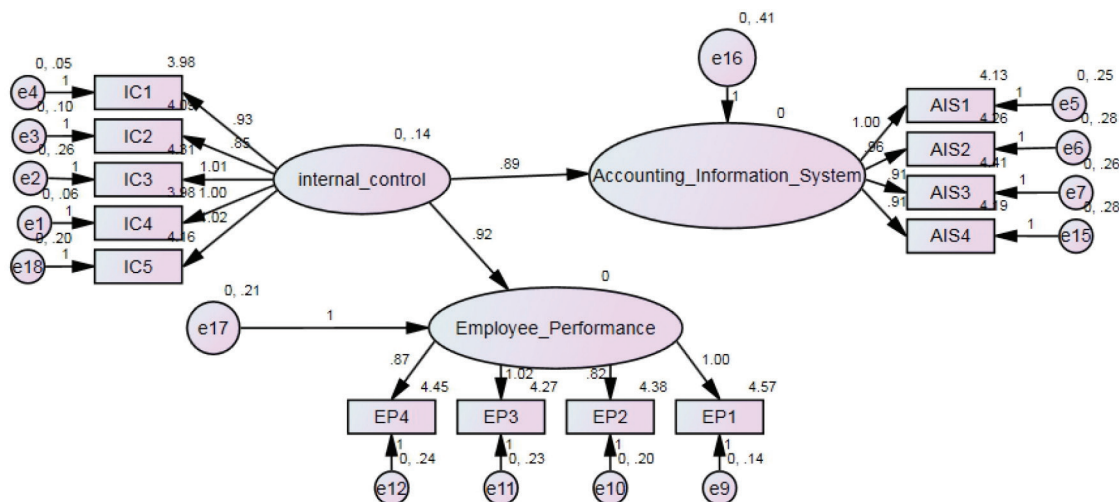 0, .41
e16
1
0
Accounting_Information_System
0, .05
e4
1
3.98
IC1
.93
0, .10
e3
1
4.09
IC2
.85
0, .26
e2
1
4.31
IC3
1.01
0, .06
e1
1
3.98
IC4
1.00
0, .20
e18
1
4.16
IC5
1.02
0, .14
internal_control
.89
.92
4.13
AIS1
1.00
1
0, .25
e5
4.26
AIS2
.96
1
0, .28
e6
4.41
AIS3
.91
1
0, .26
e7
4.19
AIS4
.91
1
0, .28
e15
0, .21
e17
1
0
Employee_Performance
.87
1.02
.82
1.00
4.45
4.27
4.38
4.57
EP4
EP3
EP2
EP1
1
1
1
1
0, .24
0, .23
0, .20
0, .14
e12
e11
e10
e9